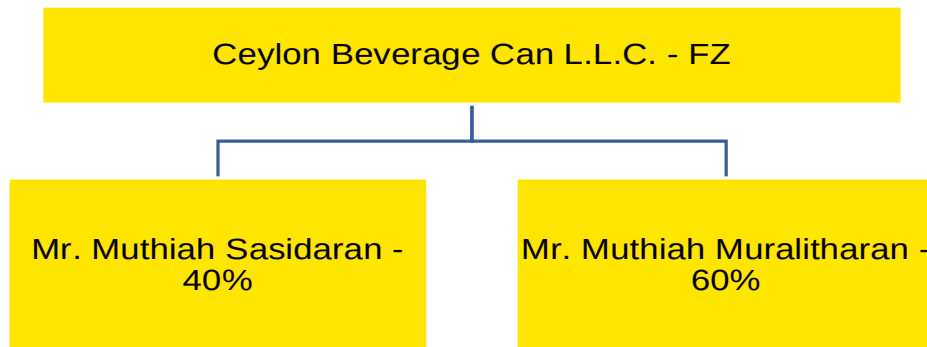 Ceylon Beverage Can L.L.C. - FZ
Mr. Muthiah Sasidaran -
40%
Mr. Muthiah Muralitharan -
60%